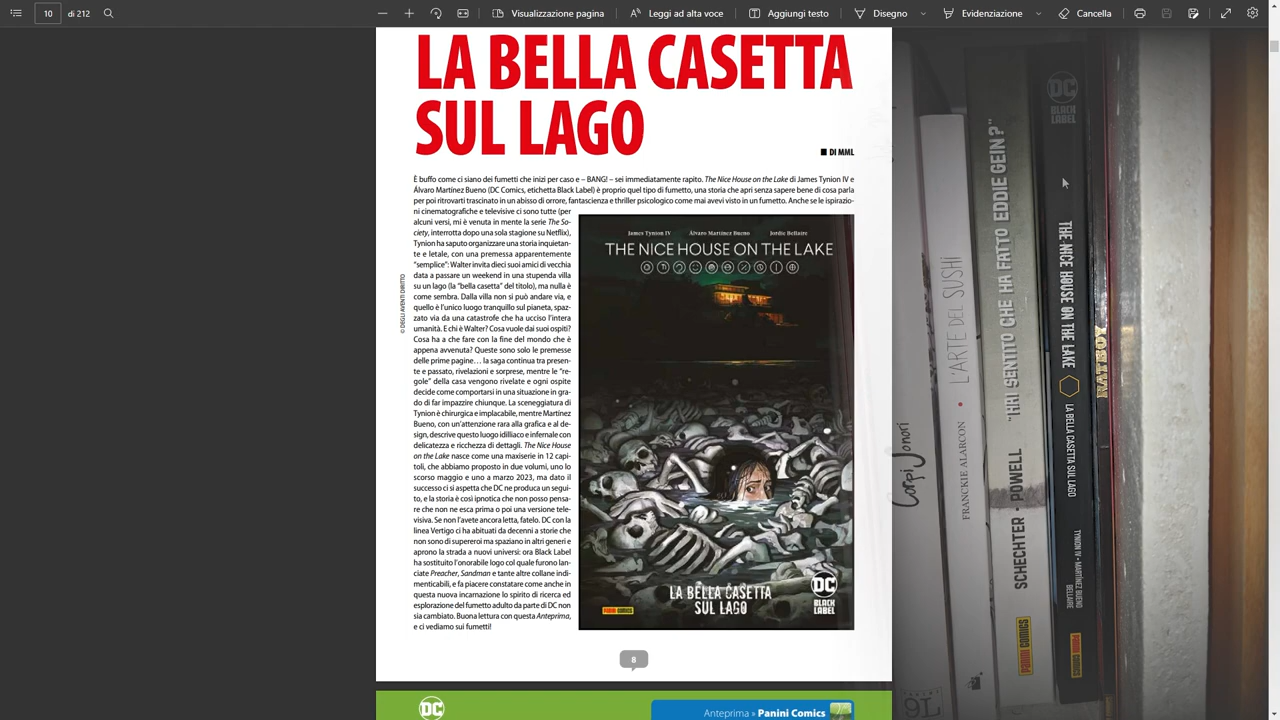 10 di 212
Leggi ad alta voce
Aggiungi testo
Disegno
Evidenziazione
Cancella
LA BELLA CASETTA
SUL LAGO
■ DI MML
È buffo come ci siano dei fumetti che inizi per caso e – BANG! – sei immediatamente rapito. The Nice House on the Lake di James Tynion IV e
Álvaro Martínez Bueno (DC Comics, etichetta Black Label) è proprio quel tipo di fumetto, una storia che apri senza sapere bene di cosa parla
per poi ritrovarti trascinato in un abisso di orrore, fantascienza e thriller psicologico come mai avevi visto in un fumetto. Anche se le ispirazio-
ni cinematografiche e televisive ci sono tutte (per
alcuni versi, mi è venuta in mente la serie The So-
ciety, interrotta dopo una sola stagione su Netflix),
Tynion ha saputo organizzare una storia inquietan-
te e letale, con una premessa apparentemente
“semplice”: Walter invita dieci suoi amici di vecchia
data a passare un weekend in una stupenda villa
su un lago (la “bella casetta” del titolo), ma nulla è
come sembra. Dalla villa non si può andare via, e
quello è l’unico luogo tranquillo sul pianeta, spaz-
zato via da una catastrofe che ha ucciso l’intera
umanità. E chi è Walter? Cosa vuole dai suoi ospiti?
Cosa ha a che fare con la fine del mondo che è
appena avvenuta? Queste sono solo le premesse
delle prime pagine… la saga continua tra presen-
te e passato, rivelazioni e sorprese, mentre le “re-
gole” della casa vengono rivelate e ogni ospite
decide come comportarsi in una situazione in gra-
do di far impazzire chiunque. La sceneggiatura di
Tynion è chirurgica e implacabile, mentre Martínez
Bueno, con un’attenzione rara alla grafica e al de-
sign, descrive questo luogo idilliaco e infernale con
delicatezza e ricchezza di dettagli. The Nice House
on the Lake nasce come una maxiserie in 12 capi-
toli, che abbiamo proposto in due volumi, uno lo
scorso maggio e uno a marzo 2023, ma dato il
successo ci si aspetta che DC ne produca un segui-
to, e la storia è così ipnotica che non posso pensa-
re che non ne esca prima o poi una versione tele-
visiva. Se non l’avete ancora letta, fatelo. DC con la
linea Vertigo ci ha abituati da decenni a storie che
non sono di supereroi ma spaziano in altri generi e
aprono la strada a nuovi universi: ora Black Label
ha sostituito l’onorabile logo col quale furono lan-
ciate Preacher, Sandman e tante altre collane indi-
menticabili, e fa piacere constatare come anche in
questa nuova incarnazione lo spirito di ricerca ed
esplorazione del fumetto adulto da parte di DC non
sia cambiato. Buona lettura con questa Anteprima,
e ci vediamo sui fumetti!
© DEGLI AVENTI DIRITTO
James Tynion IV Álvaro Martínez Bueno Jordie Bellaire
THE NICE HOUSE ON THE LAKE
LA BELLA CASETTA
SUL LAGO
PANINI COMICS
DC
BLACK
LABEL
8
DC
Anteprima » Panini Comics
Corpi Sonori
FRANCKIE ALARCON • L'ARTE DEL SUSHI
SCHECHTER • POWELL "HAI SENTITO CHE HA FATTO EDDIE GEIN?"
PANINI COMICS
DC
BLACK
LABEL
THE NICE HOUSE ON THE LAKE
LA BELLA CASETTA SUL LAGO
TYNION IV • MARTÍNEZ BUENO
BELLAIRE
PANINI COMICS
RATBOY